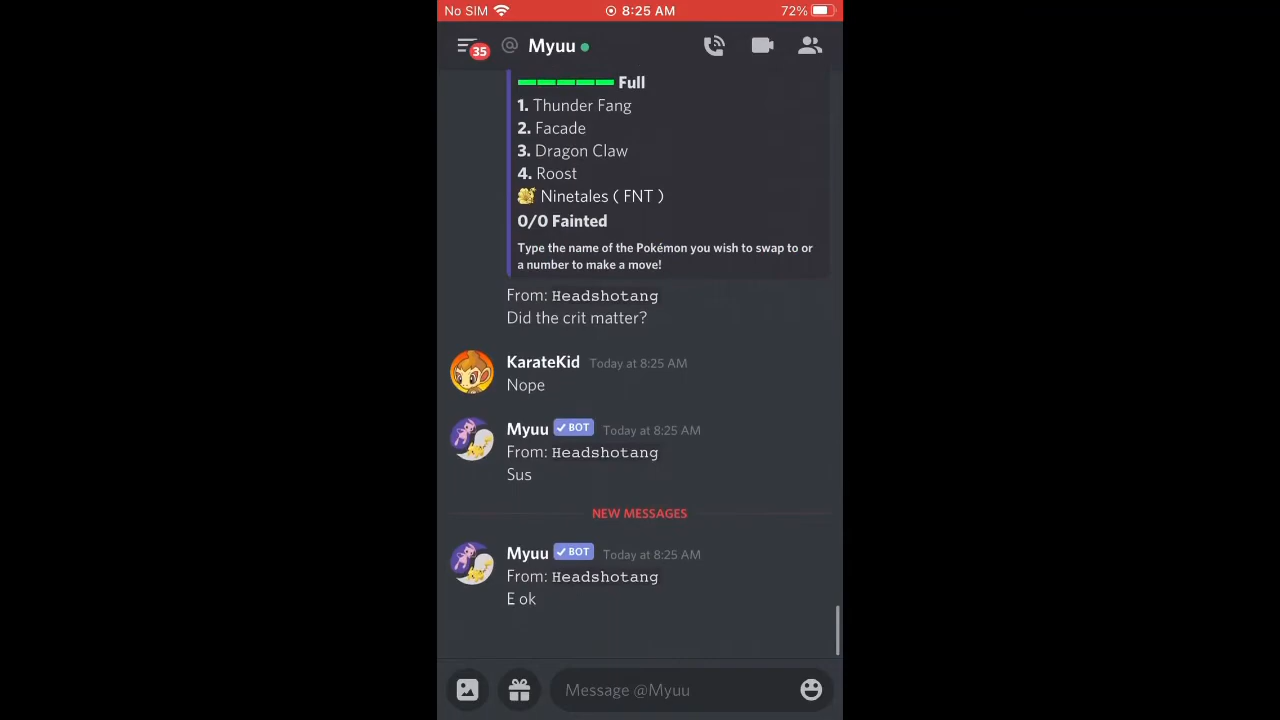 No SIM 8:25 AM 72%
35 @ Myuu
Full
1. Thunder Fang
2. Facade
3. Dragon Claw
4. Roost
Ninetales ( FNT )
0/0 Fainted
Type the name of the Pokémon you wish to swap to or
a number to make a move!
From: Headshotang
Did the crit matter?
KarateKid Today at 8:25 AM
Nope
Myuu BOT Today at 8:25 AM
From: Headshotang
Sus
NEW MESSAGES
Myuu BOT Today at 8:25 AM
From: Headshotang
E ok
Message @Myuu